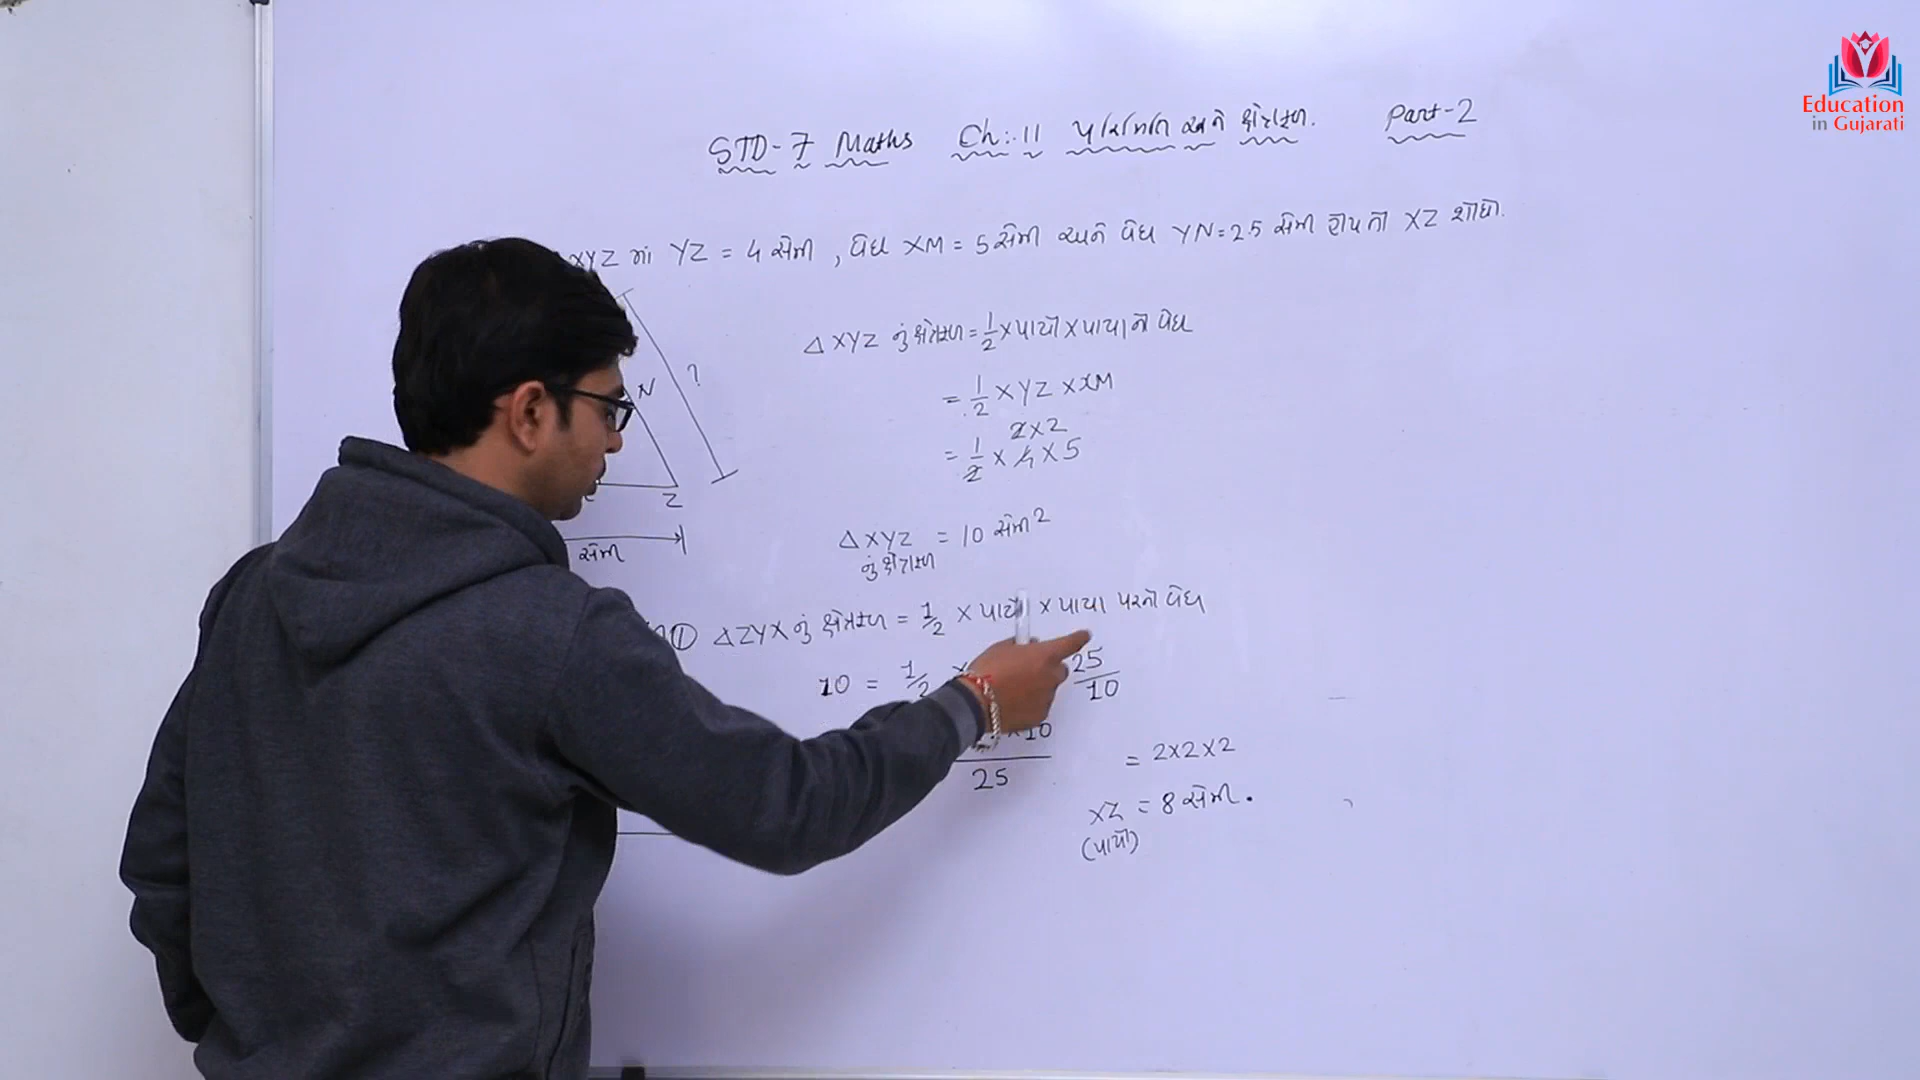 Education
in Gujarati
STD-7 Maths Ch:-11 પરિમિતિ અને ક્ષેત્રફળ. Part-2
XYZ માં YZ = 4 સેમી, વેધ XM = 5 સેમી અને વેધ YN = 2.5 સેમી હોય તો XZ શોધો.
N
?
Z
સેમી
Δ XYZ નું ક્ષેત્રફળ = 1/2 × પાયો × પાયાનો વેધ
= 1/2 × YZ × XM
2×2
= 1/2 × 4 × 5
Δ XYZ = 10 સેમી²
નું ક્ષેત્રફળ
① ΔZYX નું ક્ષેત્રફળ = 1/2 × પાયો × પાયા પરનો વેધ
10 = 1/2 × 25/10
×10
25
= 2×2×2
XZ = 8 સેમી.
(પાયો)